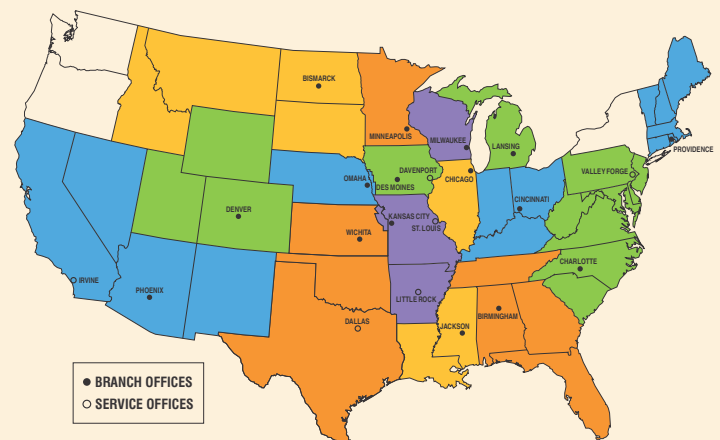 BISMARCK
MINNEAPOLIS
MILWAUKEE
LANSING
PROVIDENCE
VALLEY FORGE
OMAHA
DAVENPORT
DES MOINES
CHICAGO
CINCINNATI
DENVER
KANSAS CITY
ST. LOUIS
WICHITA
CHARLOTTE
IRVINE
PHOENIX
LITTLE ROCK
DALLAS
JACKSON
BIRMINGHAM
BRANCH OFFICES
SERVICE OFFICES